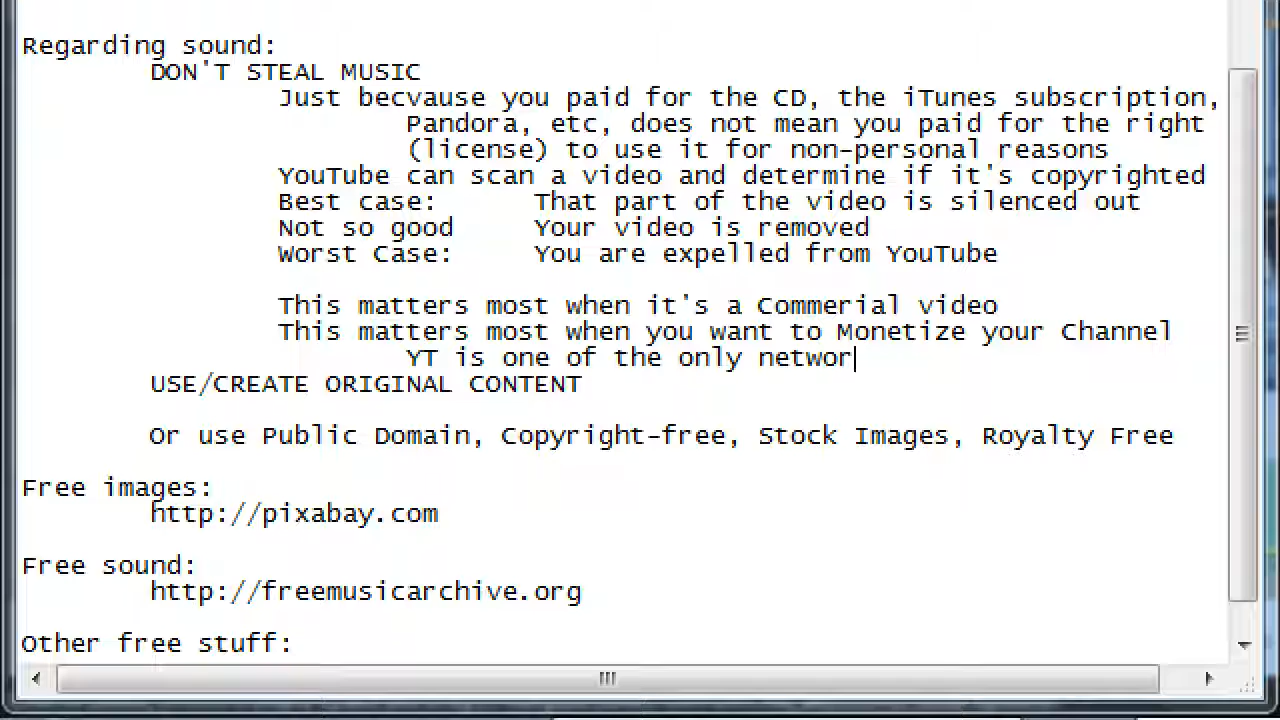 Regarding sound:
DON'T STEAL MUSIC
Just becvause you paid for the CD, the iTunes subscription,
Pandora, etc, does not mean you paid for the right
(license) to use it for non-personal reasons
YouTube can scan a video and determine if it's copyrighted
Best case: That part of the video is silenced out
Not so good Your video is removed
Worst Case: You are expelled from YouTube
This matters most when it's a Commerial video
This matters most when you want to Monetize your Channel
YT is one of the only networ
USE/CREATE ORIGINAL CONTENT
Or use Public Domain, Copyright-free, Stock Images, Royalty Free
Free images:
http://pixabay.com
Free sound:
http://freemusicarchive.org
Other free stuff: